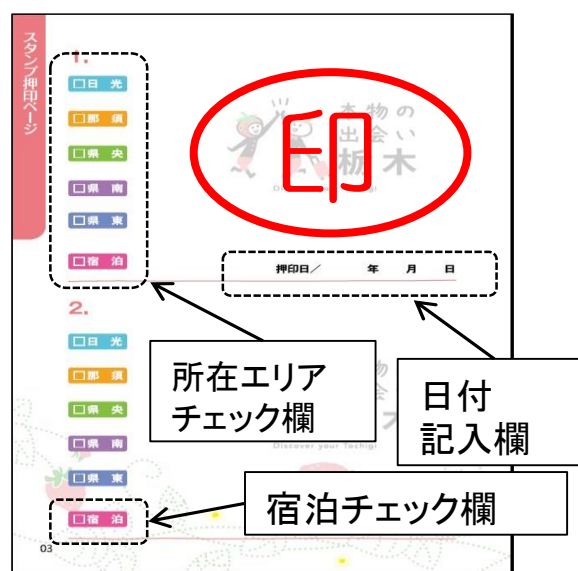 スタンプ押印ページ
1.
□日 光
□那 須
□県 央
□県 南
□県 東
□宿 泊
本物の
出会い
栃木
印
押印日／ 年 月 日
2.
□日 光
□那 須
□県 央
□県 南
□県 東
□宿 泊
Discover your Tochigi
所在エリア
チェック欄
日付
記入欄
宿泊チェック欄
03